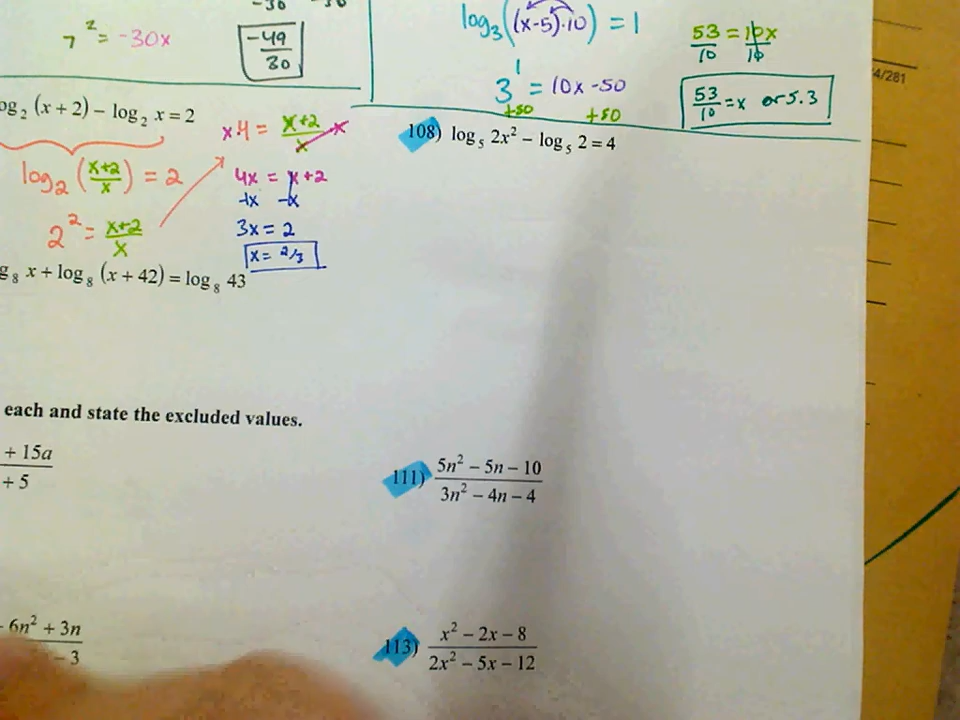 -30
7² = -30x
-49/30
log₃((x-5)·10) = 1
3¹ = 10x - 50
+50 +50
53 = 10x
10 10
53/10 = x or 5.3
4/281
og₂ (x + 2) − log₂ x = 2
log₂ (x+2/x) = 2
2² = x+2/x
x4 = x+2/x x
4x = x+2
-1x -x
3x = 2
x = 2/3
108) log₅ 2x² − log₅ 2 = 4
g₈ x + log₈ (x + 42) = log₈ 43
each and state the excluded values.
+ 15a
+ 5
111) 5n² − 5n − 10
3n² − 4n − 4
6n² + 3n
− 3
113) x² − 2x − 8
2x² − 5x − 12